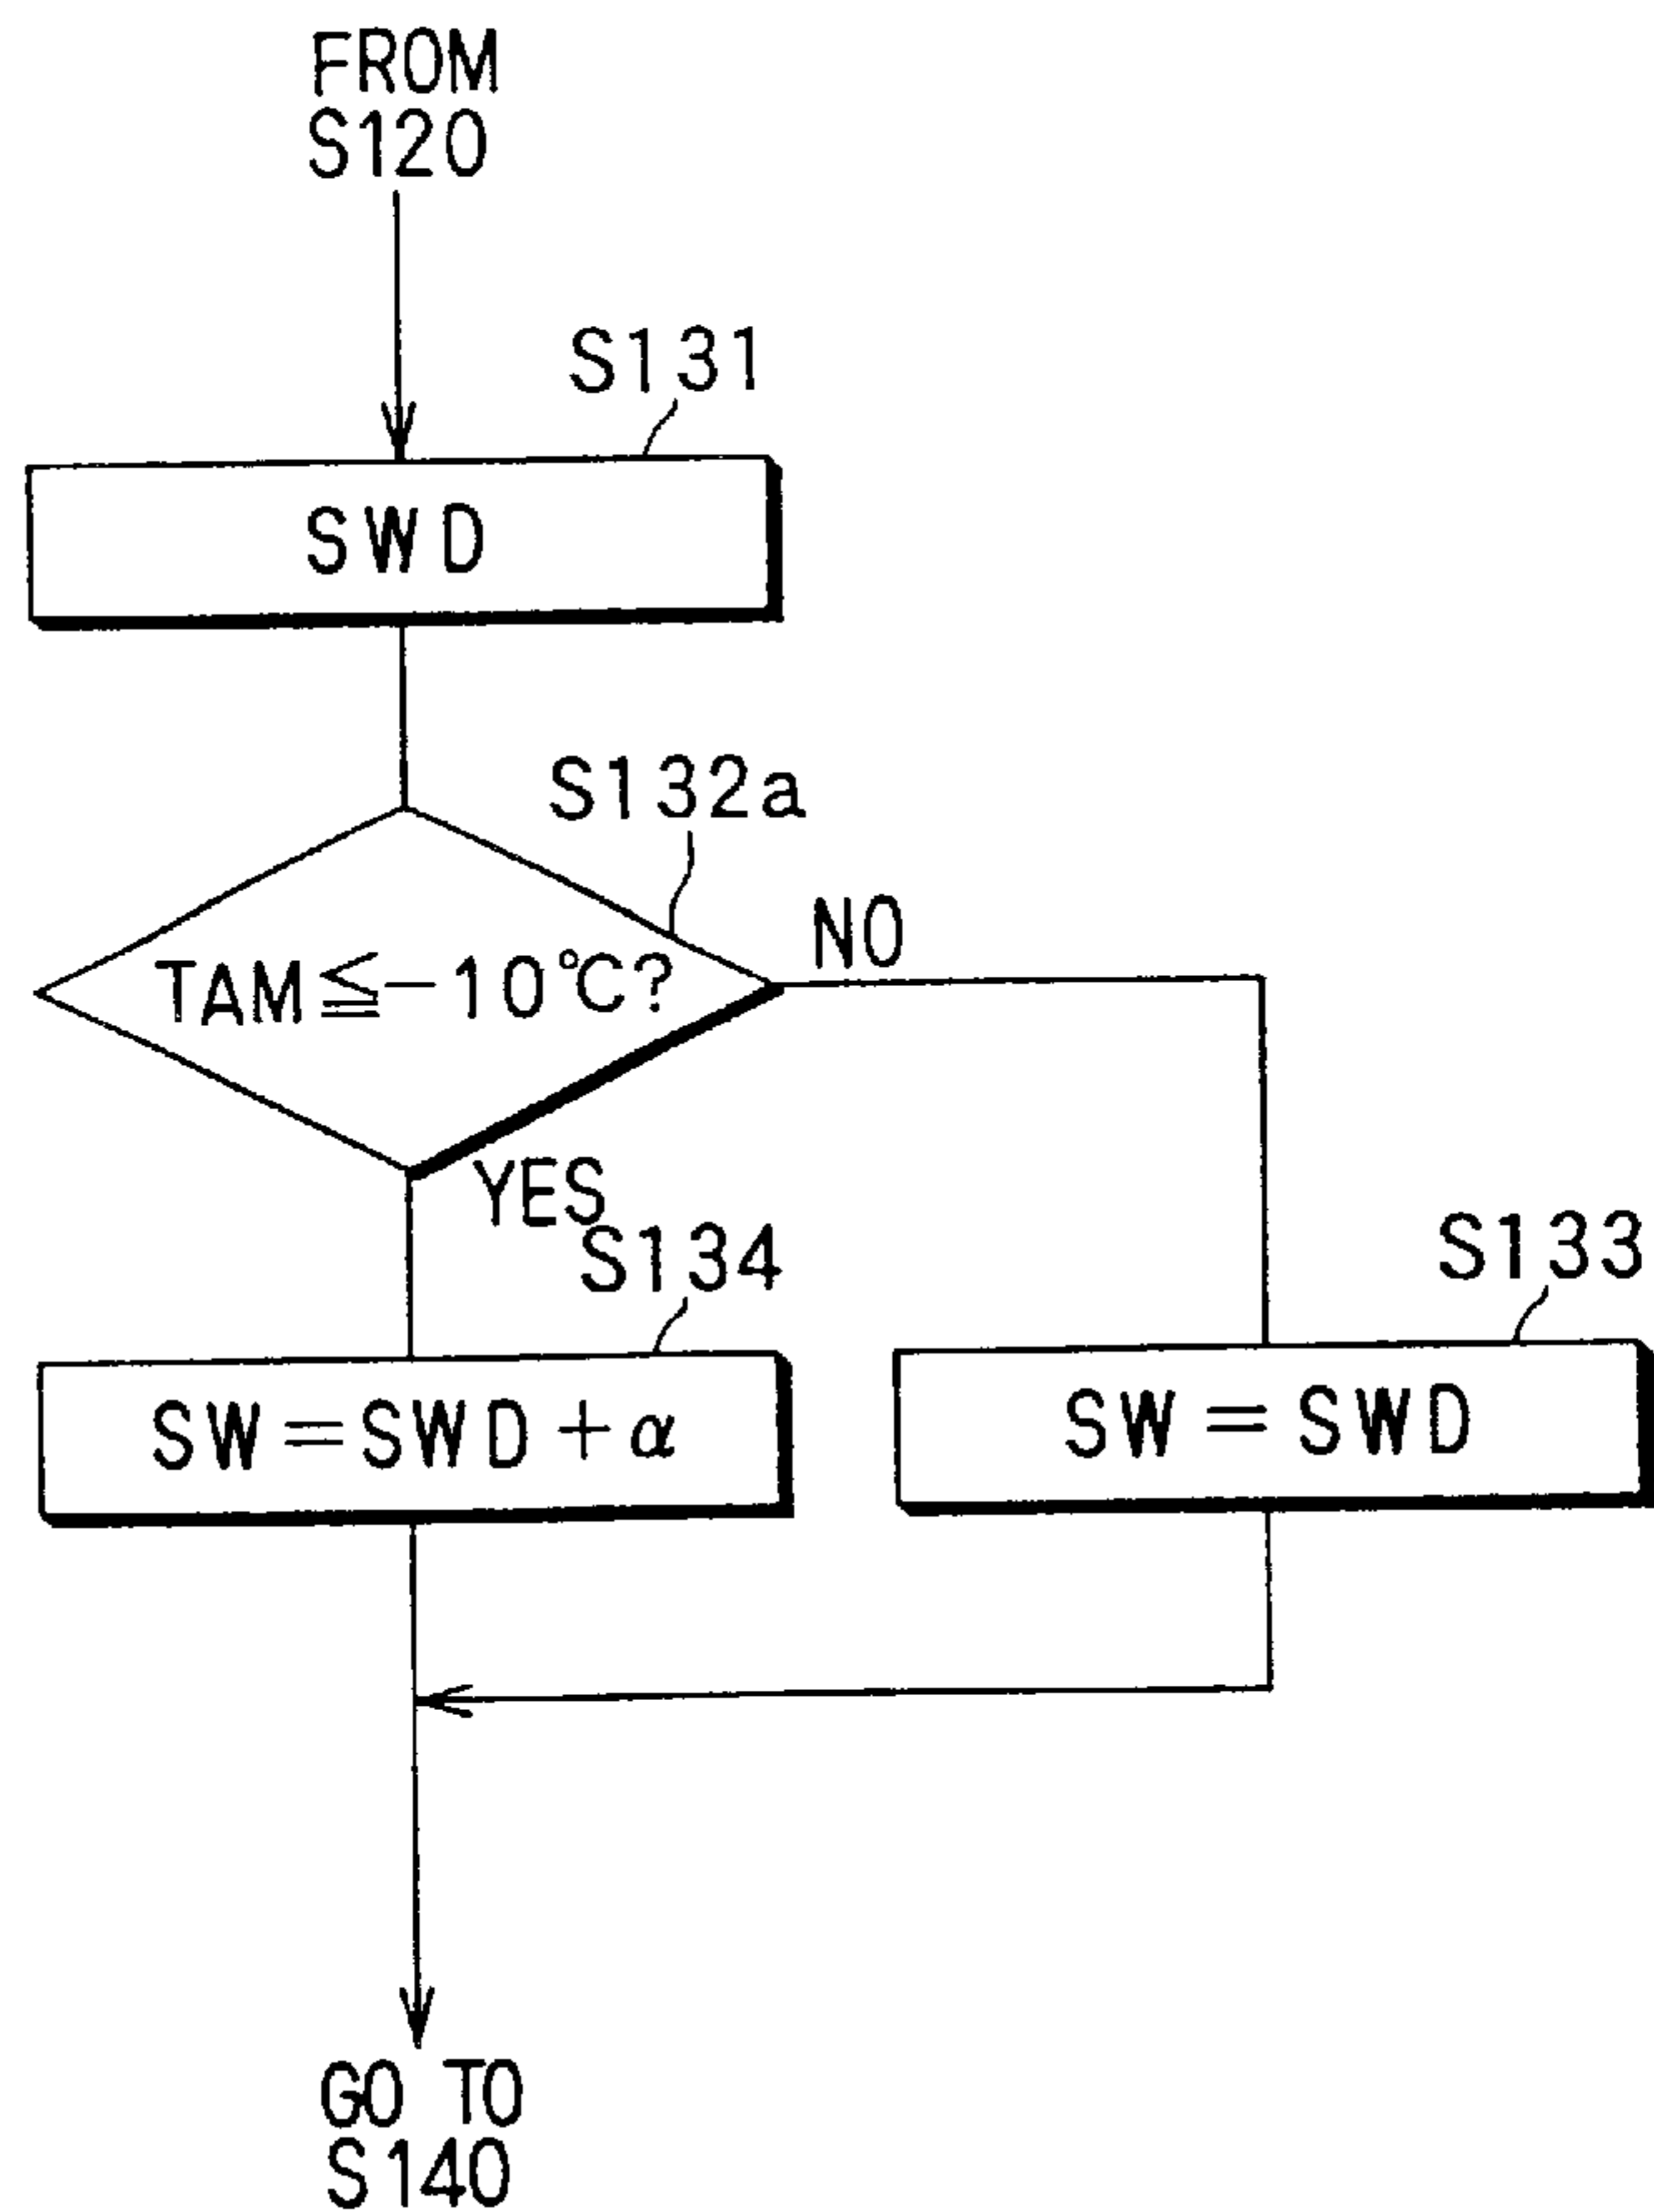 FROM
S120
S131
SWD
S132a
TAM≦-10℃?
NO
YES
S134
S133
SW=SWD+α
SW=SWD
GO TO
S140